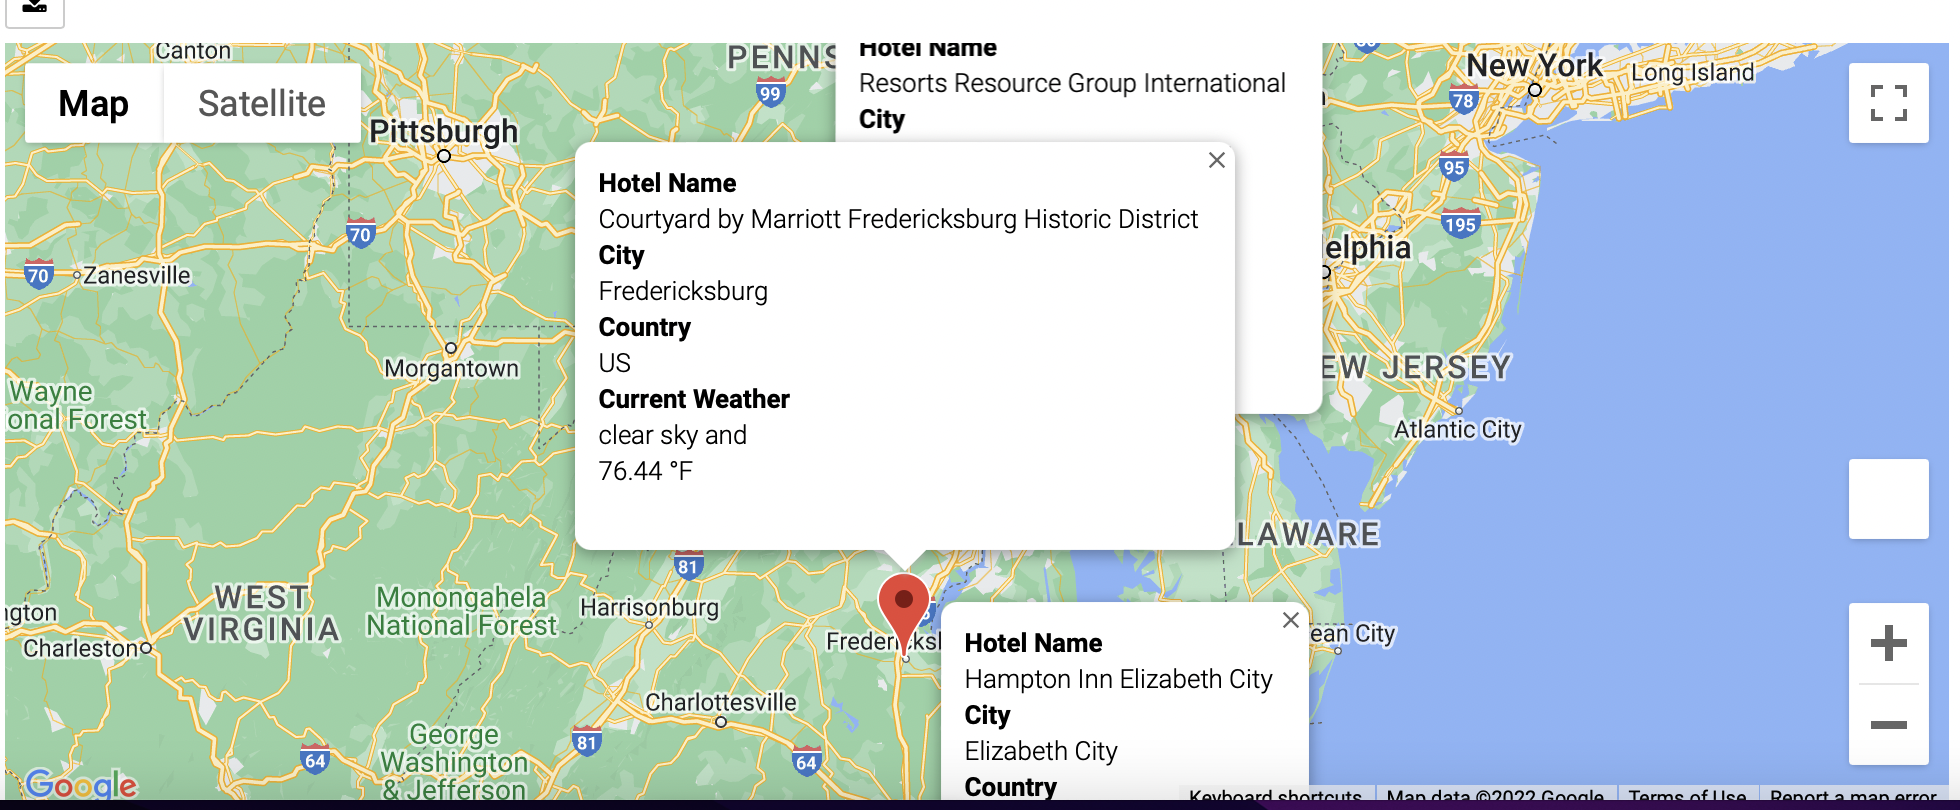 Canton
PENNS
Hotel Name
Resorts Resource Group International
City
New York
Long Island
Map
Satellite
99
78
Pittsburgh
95
Hotel Name
Courtyard by Marriott Fredericksburg Historic District
City
Fredericksburg
Country
US
Current Weather
clear sky and
76.44 °F
70
195
elphia
70
Zanesville
Morgantown
EW JERSEY
Wayne
onal Forest
Atlantic City
LAWARE
81
WEST
VIRGINIA
Monongahela
National Forest
Harrisonburg
ngton
Charleston
Fredericksl
Hotel Name
Hampton Inn Elizabeth City
City
Elizabeth City
Country
ean City
Charlottesville
George
Washington
& Jefferson
81
64
64
Google
Keyboard shortcuts
Map data ©2022 Google
Terms of Use
Report a map error